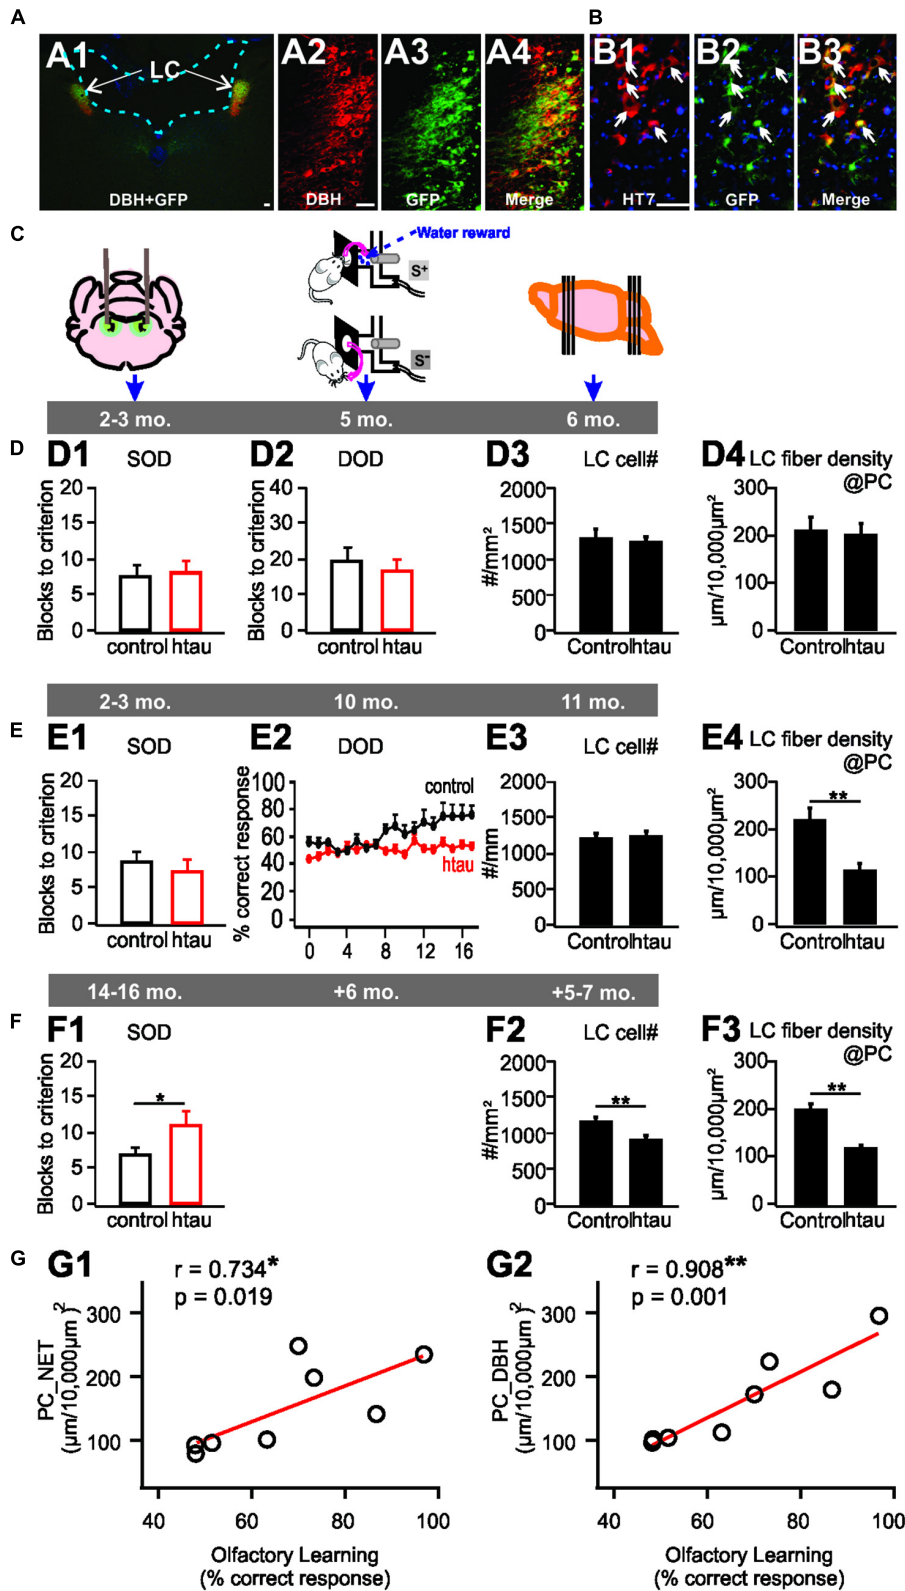 A
B
A1
LC
DBH+GFP
A2
DBH
A3
GFP
A4
Merge
B1
HT7
B2
GFP
B3
Merge
C
Water reward
S+
S-
2-3 mo.
5 mo.
6 mo.
D
D1 SOD
Blocks to criterion
20
15
10
5
0
control htau
D2 DOD
Blocks to criterion
40
30
20
10
0
control htau
D3 LC cell#
#/mm²
2000
1500
1000
500
0
Control htau
D4 LC fiber density
@PC
µm/10,000µm²
300
200
100
0
Control htau
2-3 mo.
10 mo.
11 mo.
E
E1 SOD
Blocks to criterion
20
15
10
5
0
control htau
E2 DOD
% correct response
100
80
60
40
20
0
control
htau
0 4 8 12 16
E3 LC cell#
#/mm
2000
1500
1000
500
0
Control htau
E4 LC fiber density
@PC
µm/10,000µm²
300
200
100
0
**
Control htau
14-16 mo.
+6 mo.
+5-7 mo.
F
F1 SOD
Blocks to criterion
20
15
10
5
0
*
control htau
F2 LC cell#
#/mm²
2000
1500
1000
500
0
**
Control htau
F3 LC fiber density
@PC
µm/10,000µm²
300
200
100
0
**
Control htau
G
G1
r = 0.734*
p = 0.019
PC_NET
(µm/10,000µm)²
300
200
100
40 60 80 100
Olfactory Learning
(% correct response)
G2
r = 0.908**
p = 0.001
PC_DBH
(µm/10,000µm)²
300
200
100
40 60 80 100
Olfactory Learning
(% correct response)